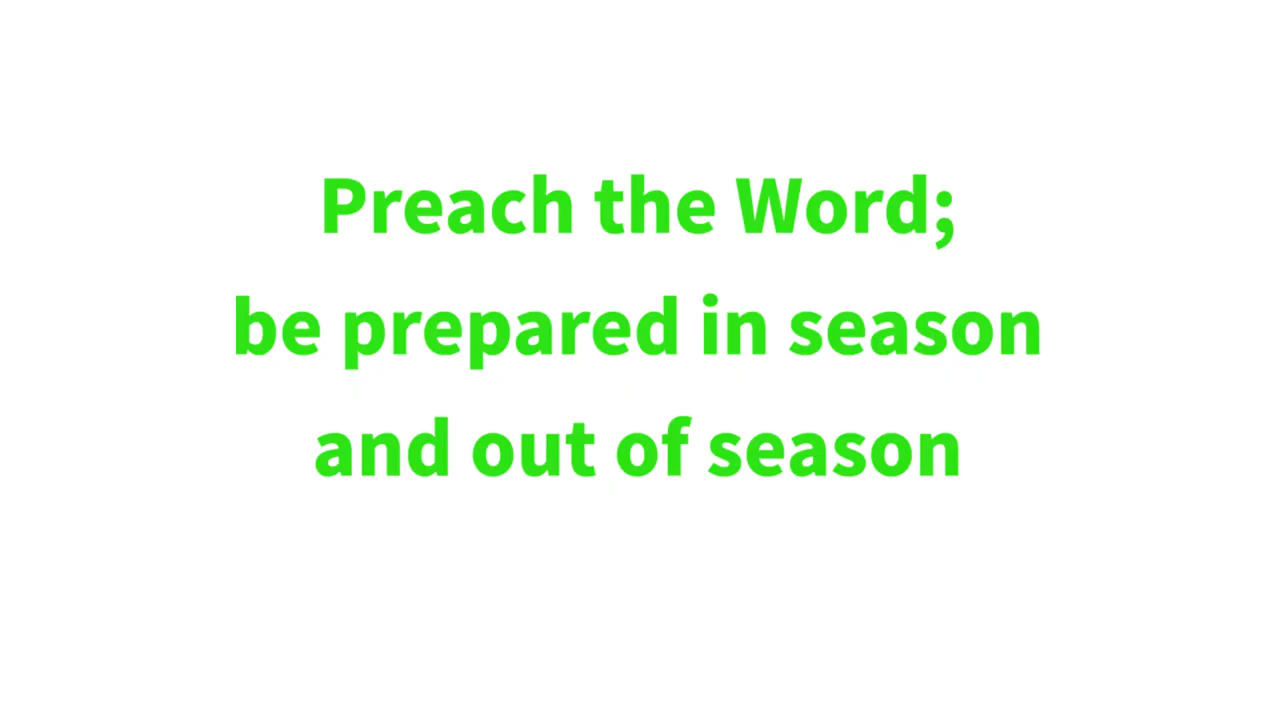 Preach the Word;
be prepared in season
and out of season